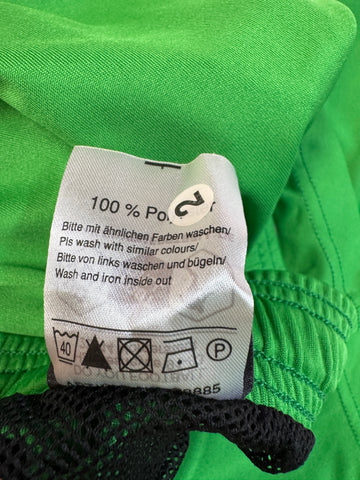 100 %
2
Bitte mit ähnlichen Farben waschen/
Pls wash with similar colours/
Bitte von links waschen und bügeln/
Wash and iron inside out
40
P